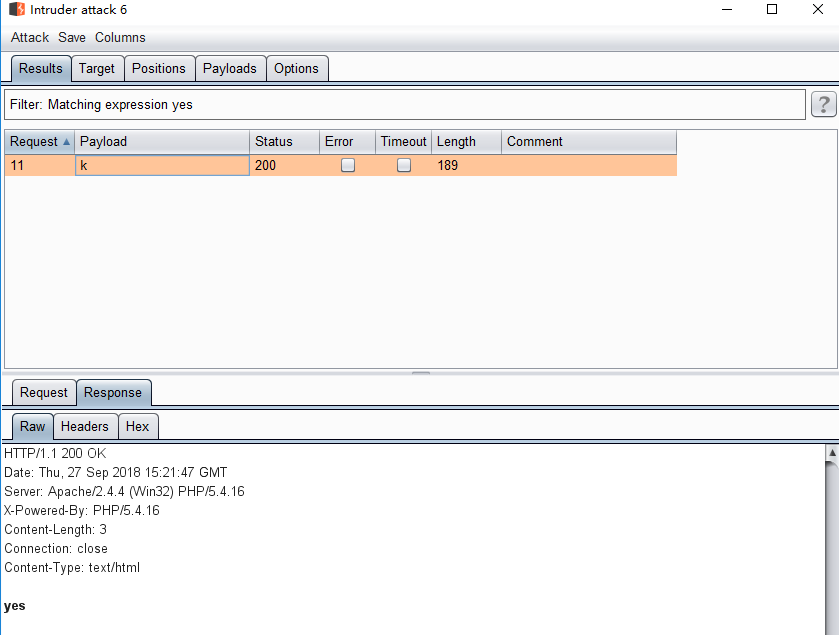 Intruder attack 6
Attack Save Columns
Results Target Positions Payloads Options
Filter: Matching expression yes
?
Request Payload Status Error Timeout Length Comment
11 k 200 189
Request Response
Raw Headers Hex
HTTP/1.1 200 OK
Date: Thu, 27 Sep 2018 15:21:47 GMT
Server: Apache/2.4.4 (Win32) PHP/5.4.16
X-Powered-By: PHP/5.4.16
Content-Length: 3
Connection: close
Content-Type: text/html
yes